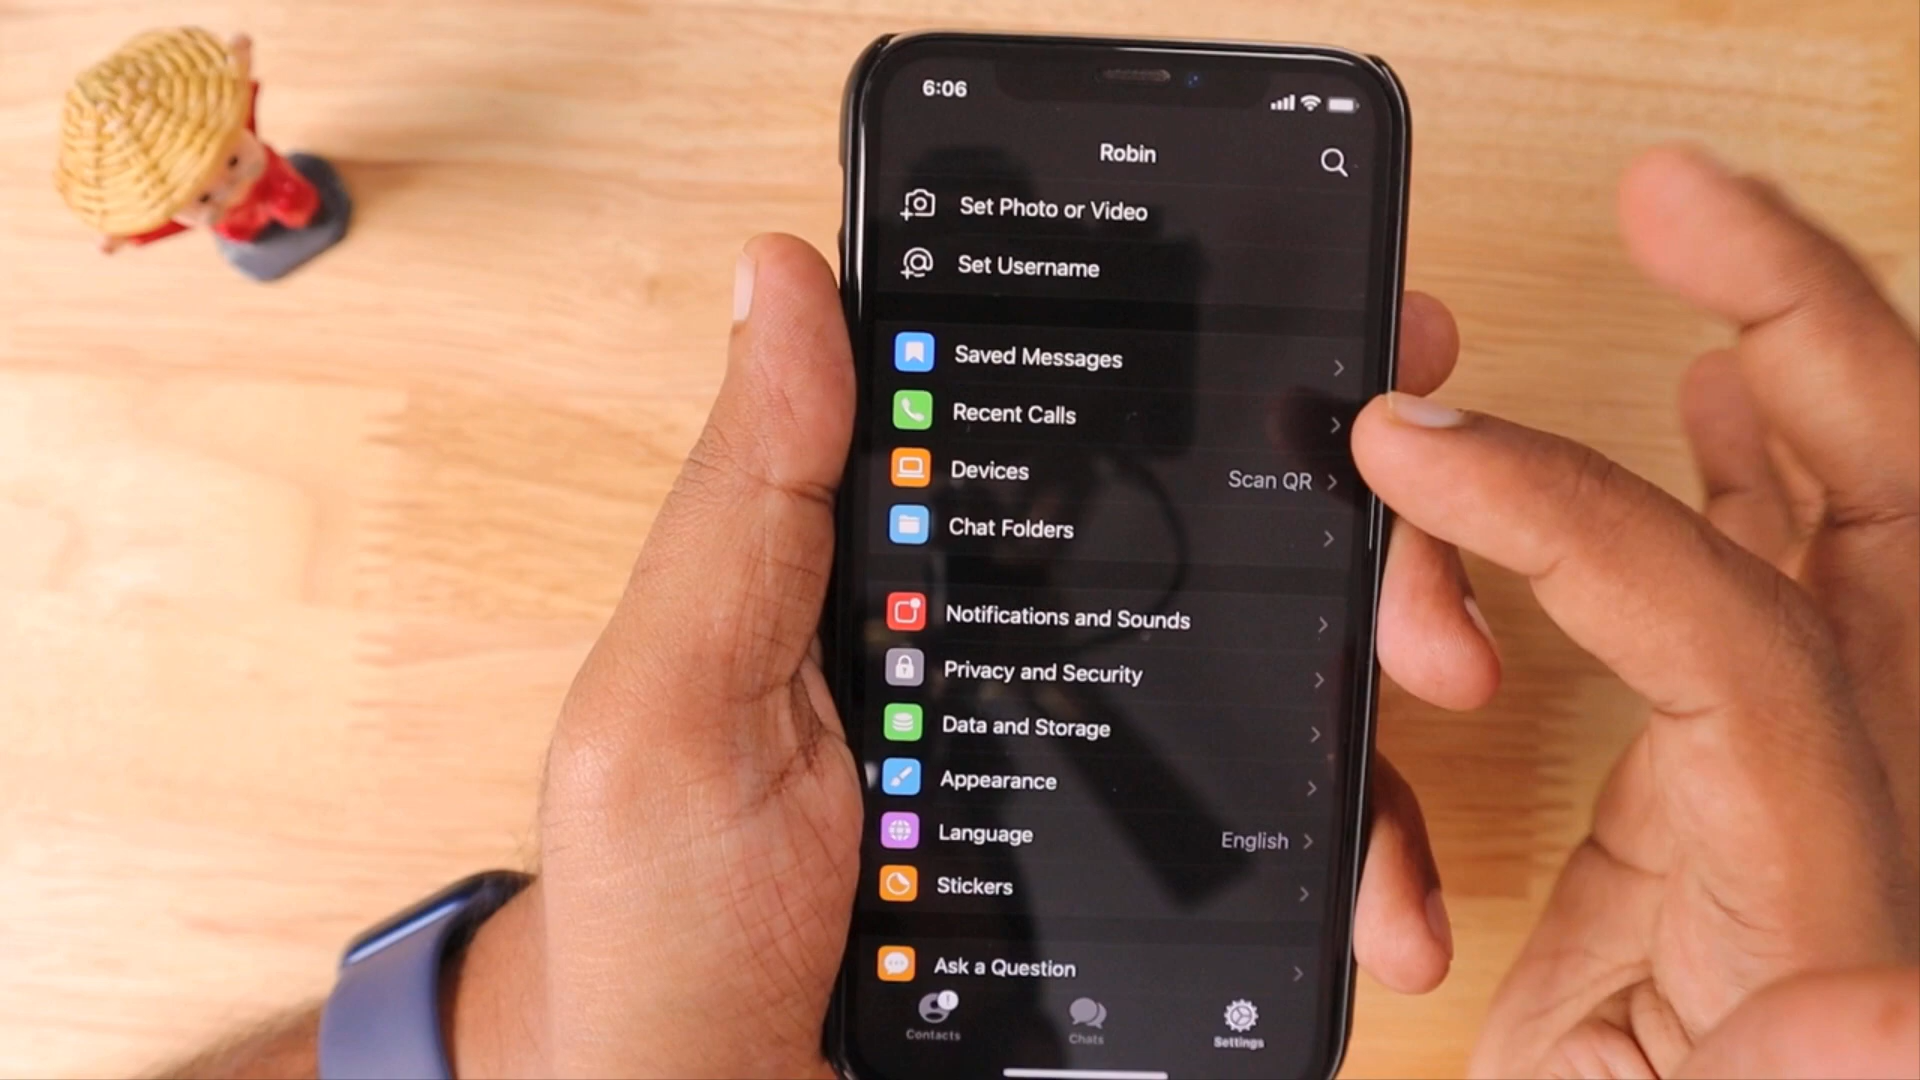 6:06
Robin
Set Photo or Video
Set Username
Saved Messages
Recent Calls
Devices Scan QR
Chat Folders
Notifications and Sounds
Privacy and Security
Data and Storage
Appearance
Language English
Stickers
Ask a Question
Contacts Chats Settings